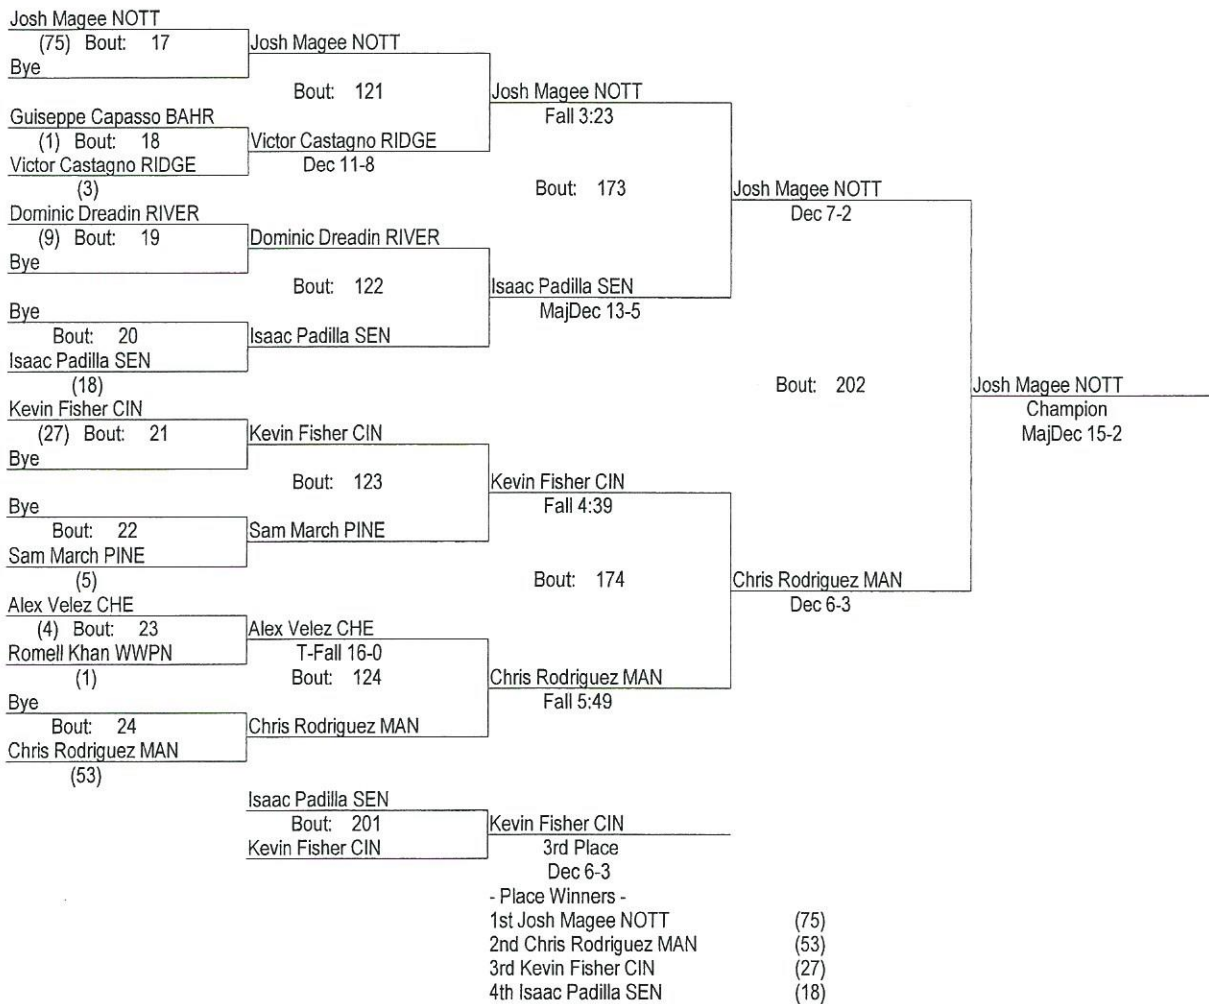 Josh Magee NOTT
(75) Bout: 17
Bye
Josh Magee NOTT
Bout: 121
Guiseppe Capasso BAHR
(1) Bout: 18
Victor Castagno RIDGE
(3)
Victor Castagno RIDGE
Dec 11-8
Josh Magee NOTT
Fall 3:23
Bout: 173
Dominic Dreadin RIVER
(9) Bout: 19
Bye
Dominic Dreadin RIVER
Bout: 122
Bye
Bout: 20
Isaac Padilla SEN
(18)
Isaac Padilla SEN
Isaac Padilla SEN
MajDec 13-5
Josh Magee NOTT
Dec 7-2
Bout: 202
Josh Magee NOTT
Champion
MajDec 15-2
Kevin Fisher CIN
(27) Bout: 21
Bye
Kevin Fisher CIN
Bout: 123
Bye
Bout: 22
Sam March PINE
(5)
Sam March PINE
Kevin Fisher CIN
Fall 4:39
Bout: 174
Alex Velez CHE
(4) Bout: 23
Romell Khan WWPN
(1)
Alex Velez CHE
T-Fall 16-0
Bout: 124
Bye
Bout: 24
Chris Rodriguez MAN
(53)
Chris Rodriguez MAN
Chris Rodriguez MAN
Fall 5:49
Chris Rodriguez MAN
Dec 6-3
Isaac Padilla SEN
Bout: 201
Kevin Fisher CIN
Kevin Fisher CIN
3rd Place
Dec 6-3
- Place Winners -
1st Josh Magee NOTT (75)
2nd Chris Rodriguez MAN (53)
3rd Kevin Fisher CIN (27)
4th Isaac Padilla SEN (18)